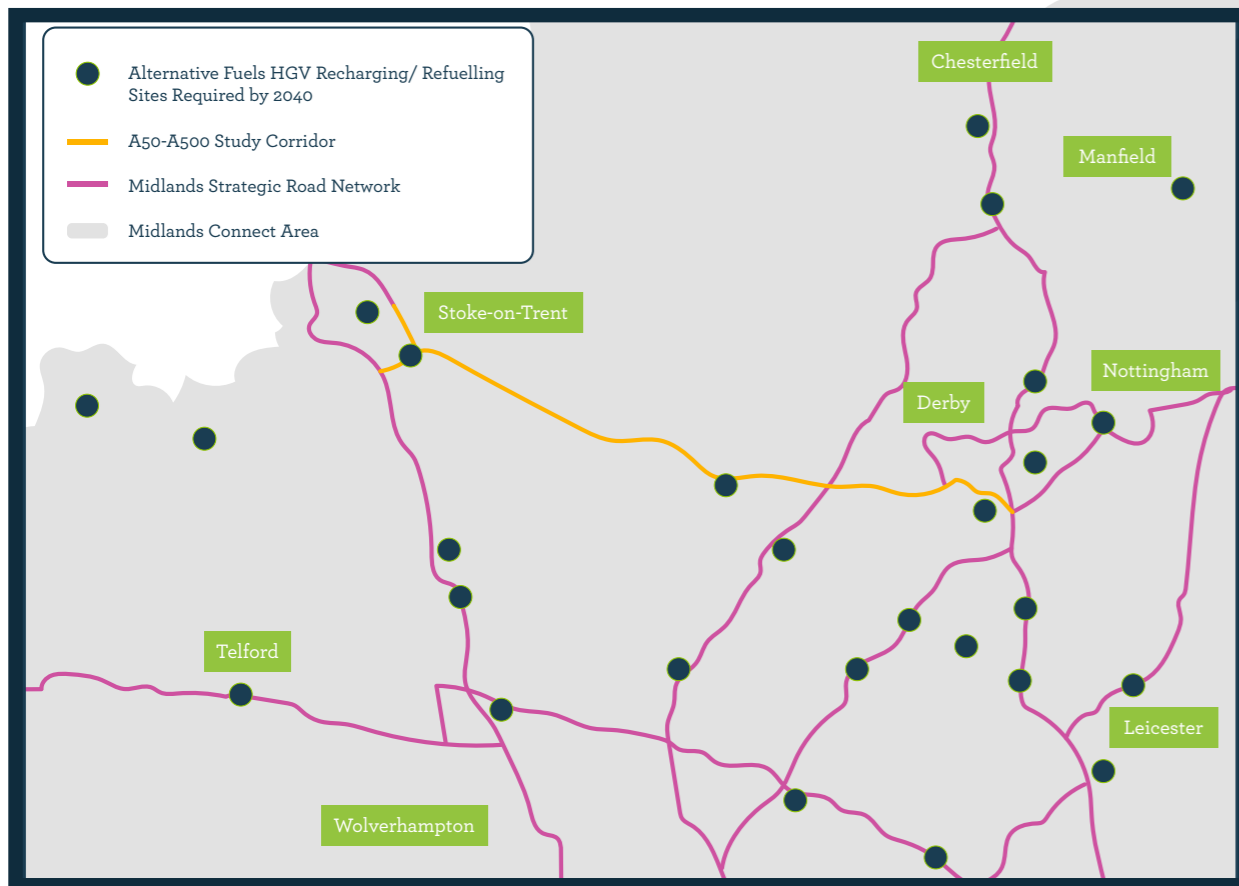 Alternative Fuels HGV Recharging/ Refuelling
Sites Required by 2040
A50-A500 Study Corridor
Midlands Strategic Road Network
Midlands Connect Area
Chesterfield
Manfield
Stoke-on-Trent
Nottingham
Derby
Telford
Leicester
Wolverhampton